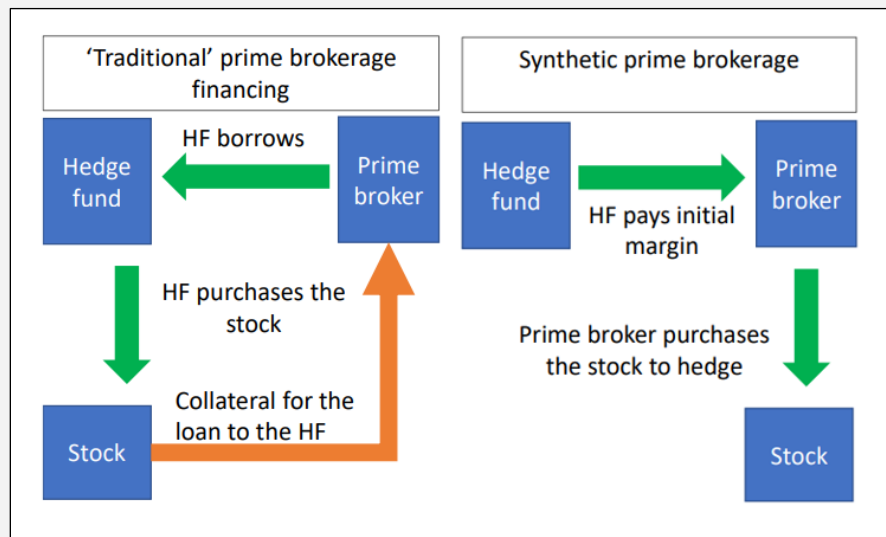 ‘Traditional’ prime brokerage
financing
Hedge
fund
HF borrows
Prime
broker
HF purchases the
stock
Stock
Collateral for the
loan to the HF
Synthetic prime brokerage
Hedge
fund
HF pays initial
margin
Prime
broker
Prime broker purchases
the stock to hedge
Stock